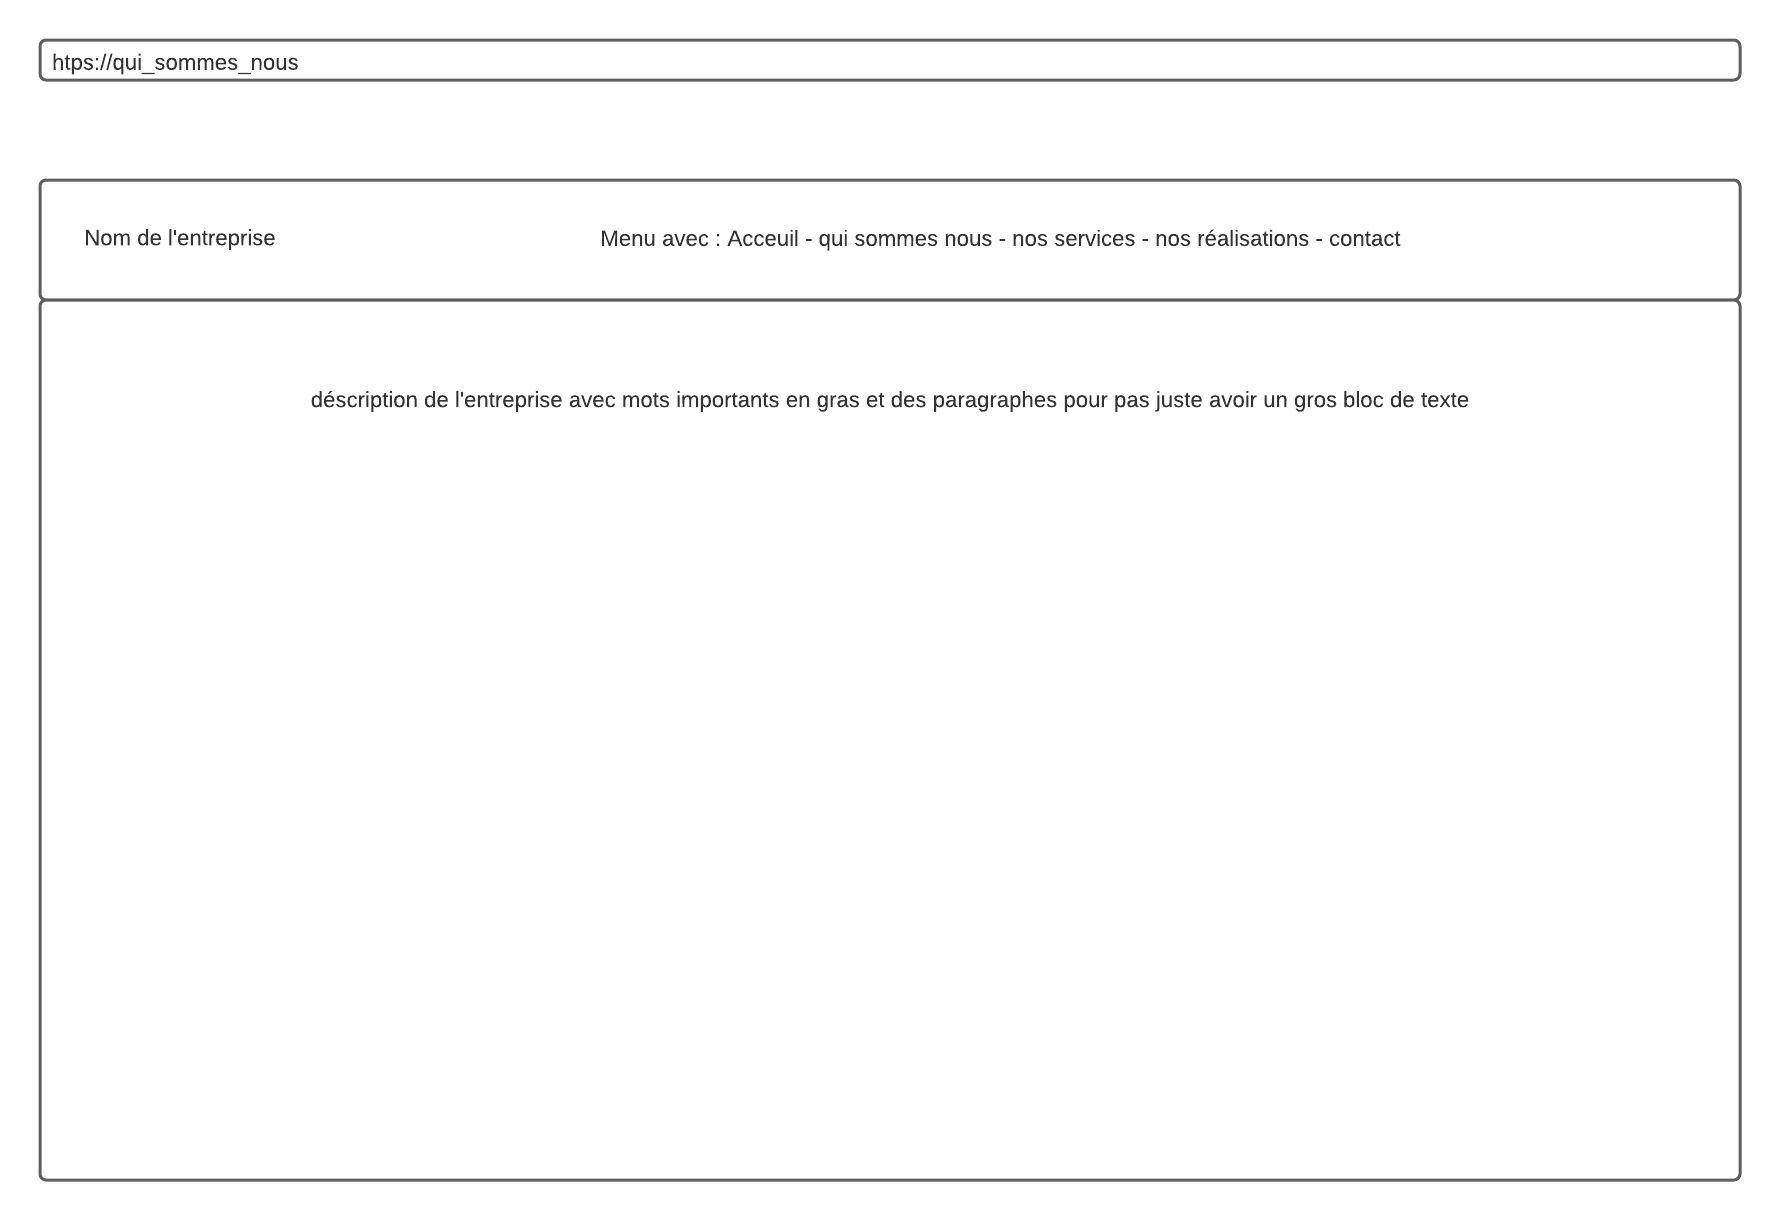 htps://qui_sommes_nous
Nom de l'entreprise
Menu avec : Acceuil - qui sommes nous - nos services - nos réalisations - contact
déscription de l'entreprise avec mots importants en gras et des paragraphes pour pas juste avoir un gros bloc de texte